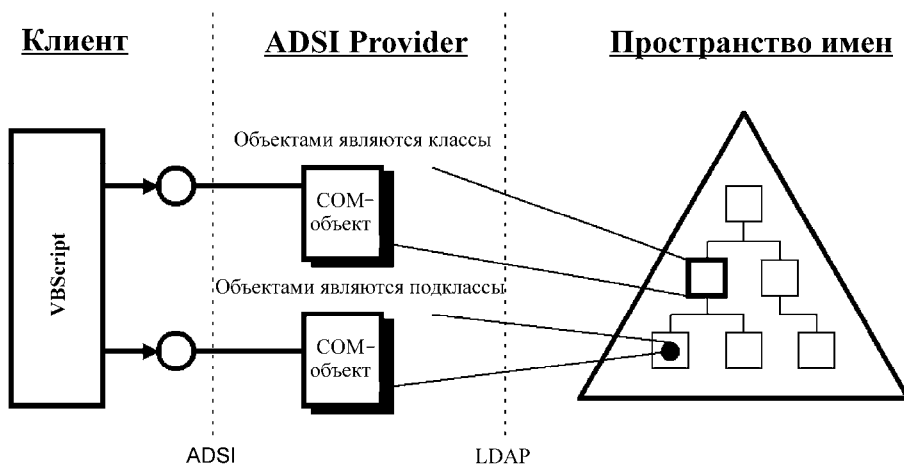 Клиент
ADSI Provider
Пространство имен
Объектами являются классы
COM-
объект
VBScript
Объектами являются подклассы
COM-
объект
ADSI
LDAP